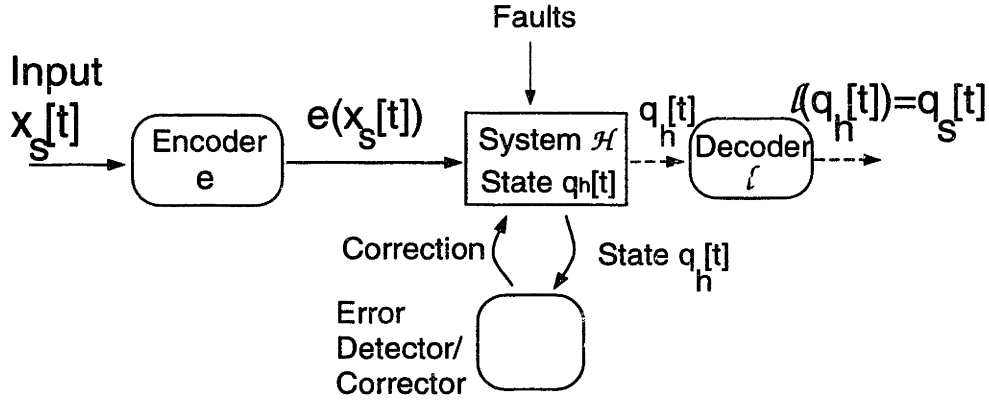 Faults
Input
x_s[t]
Encoder
e
e(x_s[t])
System ℋ
State q_h[t]
q_h[t]
Decoder
ℓ
ℓ(q_h[t])=q_s[t]
Correction
State q_h[t]
Error
Detector/
Corrector